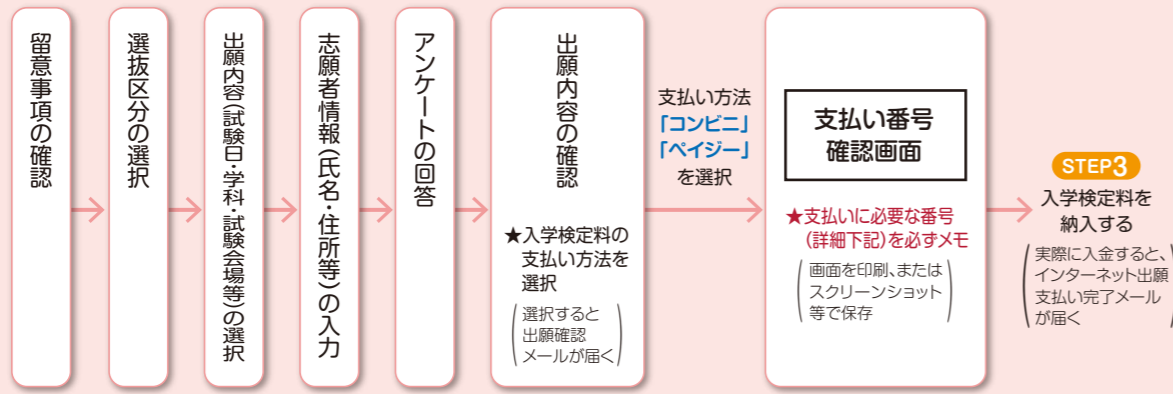 留意事項の確認
選抜区分の選択
出願内容(試験日・学科・試験会場等)の選択
志願者情報(氏名・住所等)の入力
アンケートの回答
出願内容の確認
★入学検定料の
支払い方法を
選択
(選択すると
出願確認
メールが届く)
支払い方法
「コンビニ」
「ペイジー」
を選択
支払い番号
確認画面
★支払いに必要な番号
(詳細下記)を必ずメモ
(画面を印刷、または
スクリーンショット
等で保存)
STEP3
入学検定料を
納入する
(実際に入金すると、
インターネット出願
支払い完了メール
が届く)